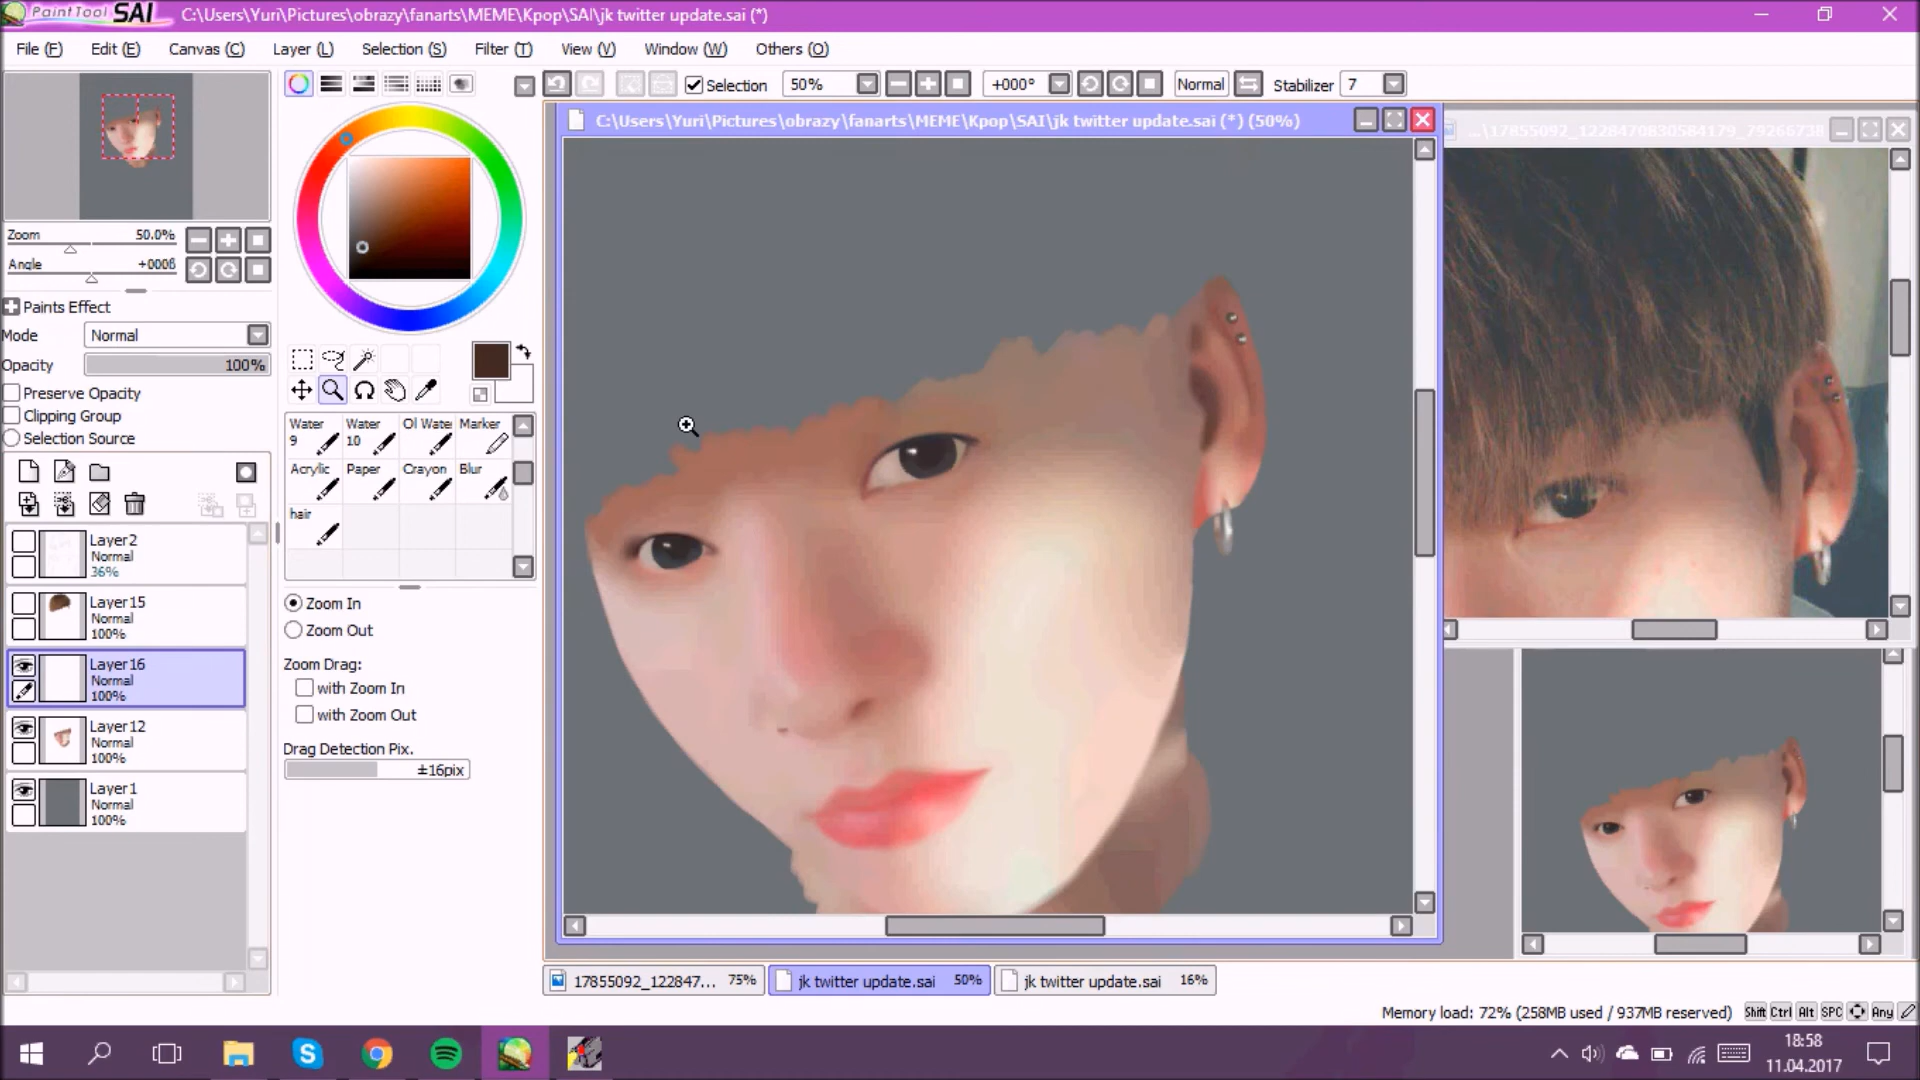 PaintTool SAI C:\Users\Yuri\Pictures\obrazy\fanarts\MEME\Kpop\SAI\jk twitter update.sai (*)
File (F) Edit (E) Canvas (C) Layer (L) Selection (S) Filter (T) View (V) Window (W) Others (O)
Selection 50% +000° Normal Stabilizer 7
C:\Users\Yuri\Pictures\obrazy\fanarts\MEME\Kpop\SAI\jk twitter update.sai (*) (50%)
...\17855092_1228470830584179_79266738
Zoom 50.0%
Angle +000
Paints Effect
Mode Normal
Opacity 100%
Preserve Opacity
Clipping Group
Selection Source
Layer2
Normal
36%
Layer15
Normal
100%
Layer16
Normal
100%
Layer12
Normal
100%
Layer1
Normal
100%
Water 9
Water 10
Oil Wate
Marker
Acrylic
Paper
Crayon
Blur
hair
Zoom In
Zoom Out
Zoom Drag:
with Zoom In
with Zoom Out
Drag Detection Pix.
±16pix
17855092_122847... 75%
jk twitter update.sai 50%
jk twitter update.sai 16%
Memory load: 72% (258MB used / 937MB reserved) Shift Ctrl Alt SPC Any
18:58
11.04.2017